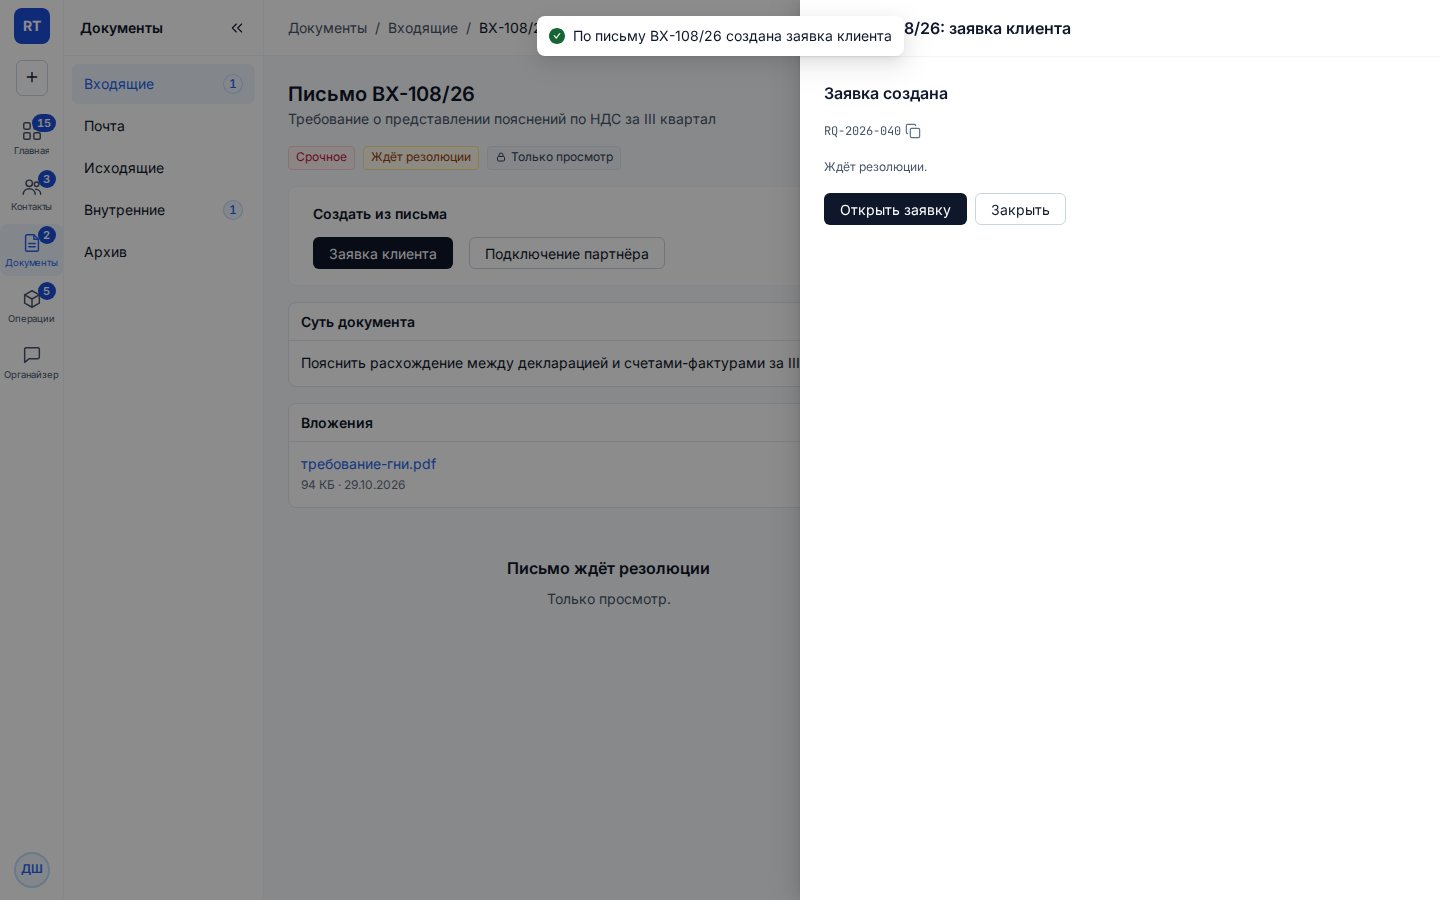 RT
15
Главная
3
Контакты
2
Документы
5
Операции
Органайзер
ДШ
Документы
Входящие 1
Почта
Исходящие
Внутренние 1
Архив
Документы / Входящие / ВХ-108/2
По письму ВХ-108/26 создана заявка клиента
Письмо ВХ-108/26
Требование о представлении пояснений по НДС за III квартал
Срочное Ждёт резолюции Только просмотр
Создать из письма
Заявка клиента Подключение партнёра
Суть документа
Пояснить расхождение между декларацией и счетами-фактурами за III
Вложения
требование-гни.pdf
94 КБ · 29.10.2026
Письмо ждёт резолюции
Только просмотр.
8/26: заявка клиента
Заявка создана
RQ-2026-040
Ждёт резолюции.
Открыть заявку Закрыть